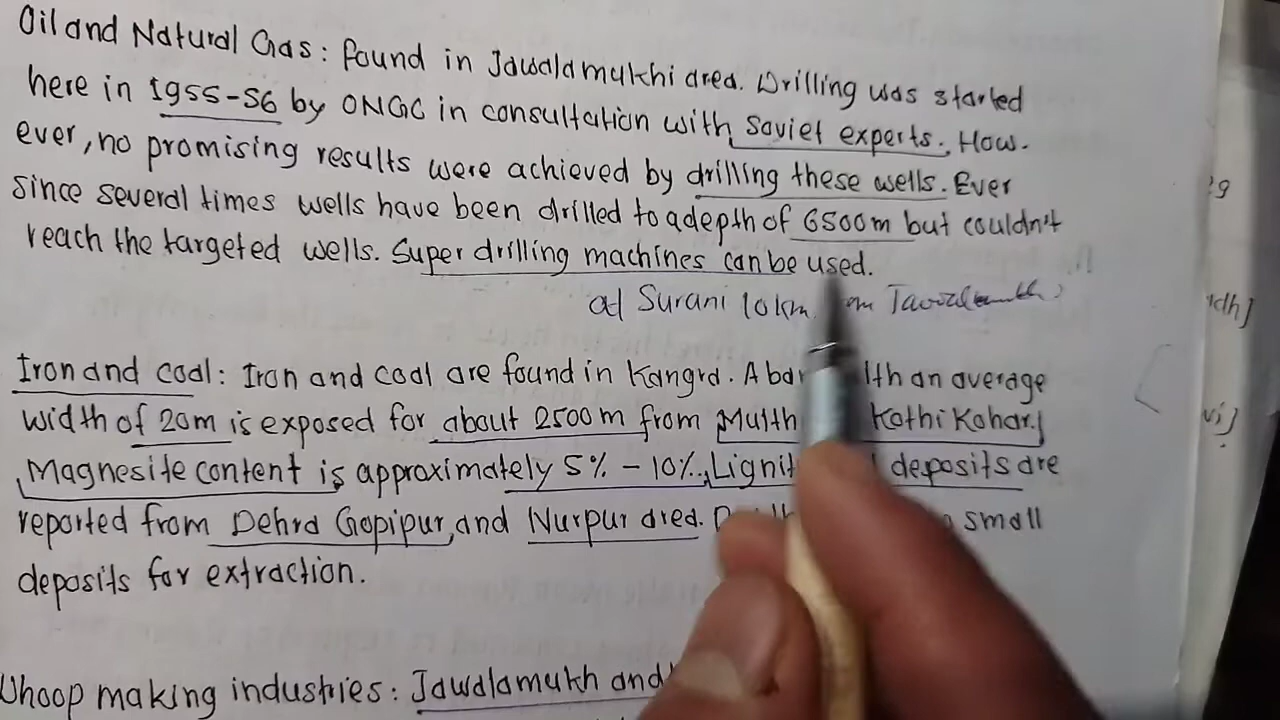 Oil and Natural Gas: found in Jawalamukhi area. Drilling was started
here in 1955-56 by ONGC in consultation with Soviet experts. How-
ever, no promising results were achieved by drilling these wells. Ever
since several times wells have been drilled to a depth of 6500m but couldn't
reach the targeted wells. Super drilling machines can be used.
at Surani 10km
Iron and coal: Iron and coal are found in Kangra. A with an average
width of 20m is exposed for about 2500m from Kathi Kohar.
Magnesite content is approximately 5% - 10%, deposits are
reported from Dehra Gopipur, and Nurpur area. small
deposits for extraction.
Whoop making industries: Jawalamukh and